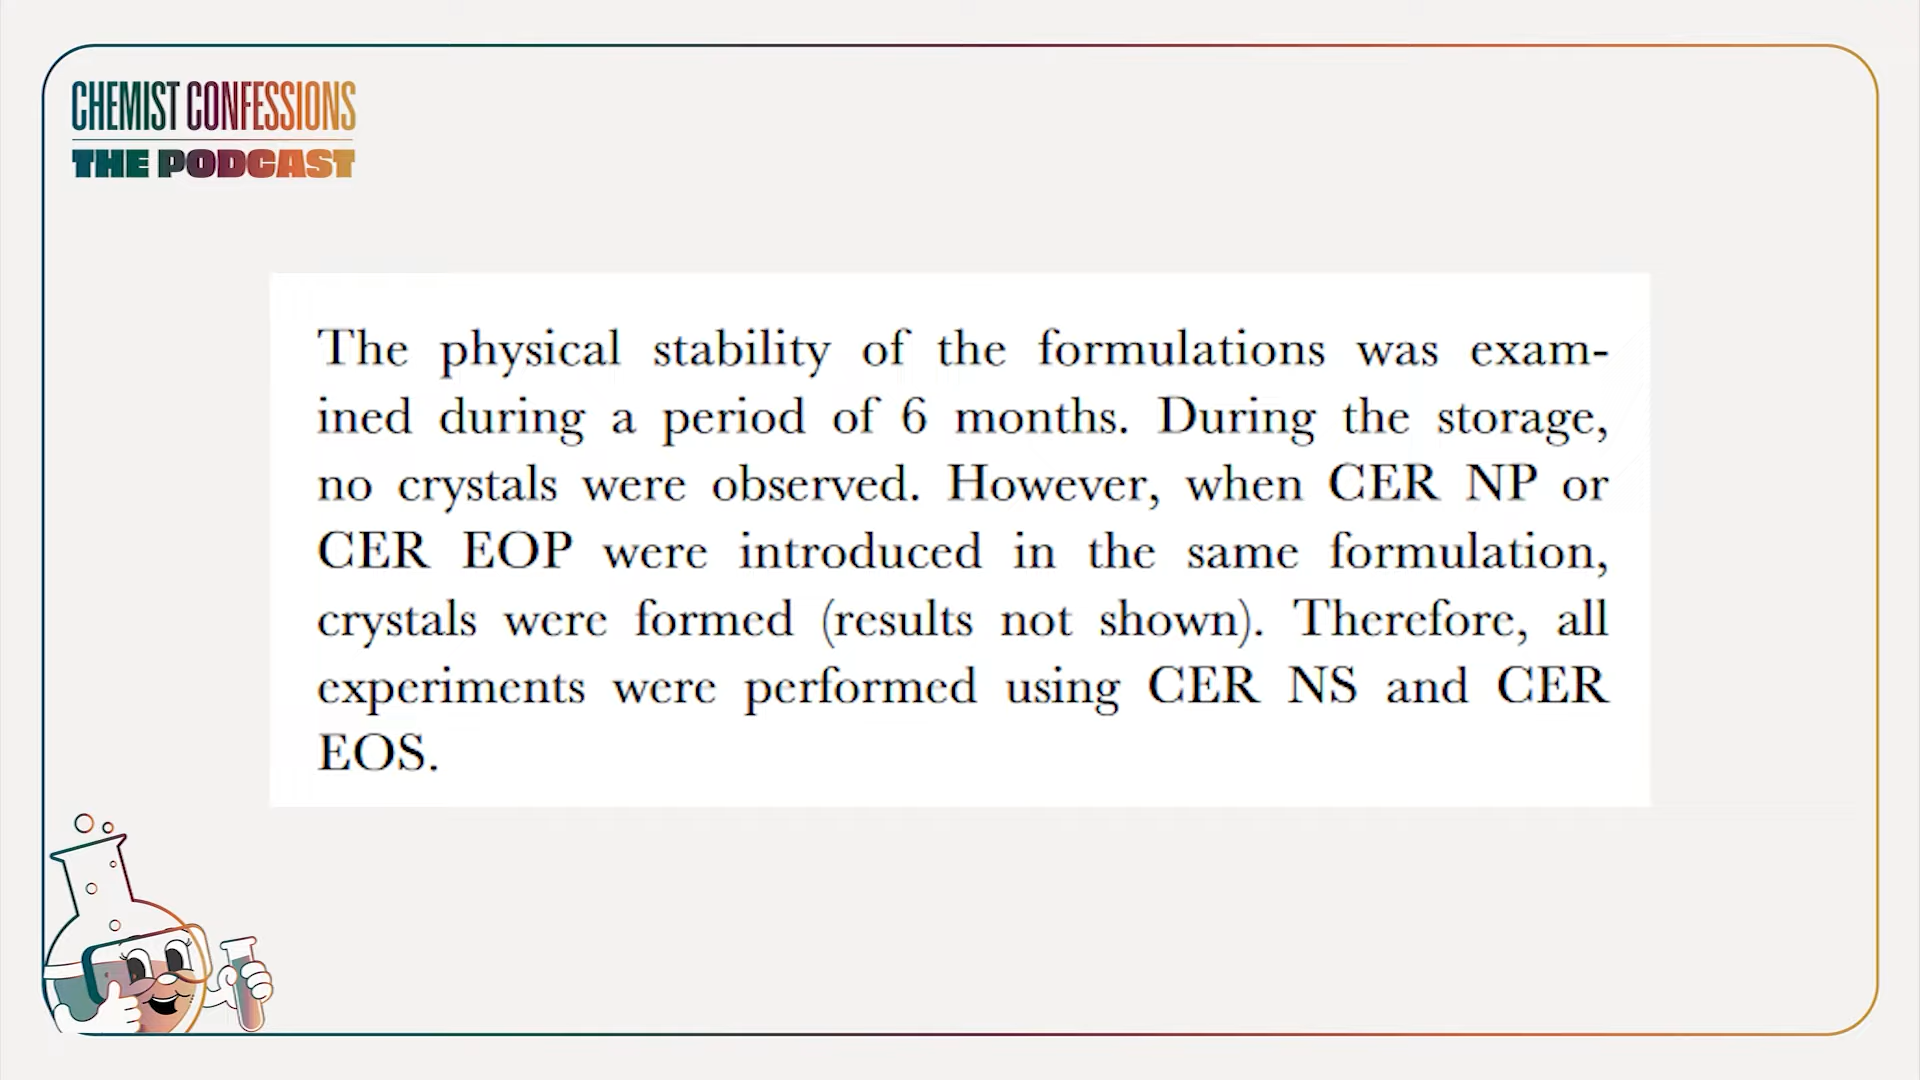 CHEMIST CONFESSIONS
THE PODCAST
The physical stability of the formulations was exam-
ined during a period of 6 months. During the storage,
no crystals were observed. However, when CER NP or
CER EOP were introduced in the same formulation,
crystals were formed (results not shown). Therefore, all
experiments were performed using CER NS and CER
EOS.